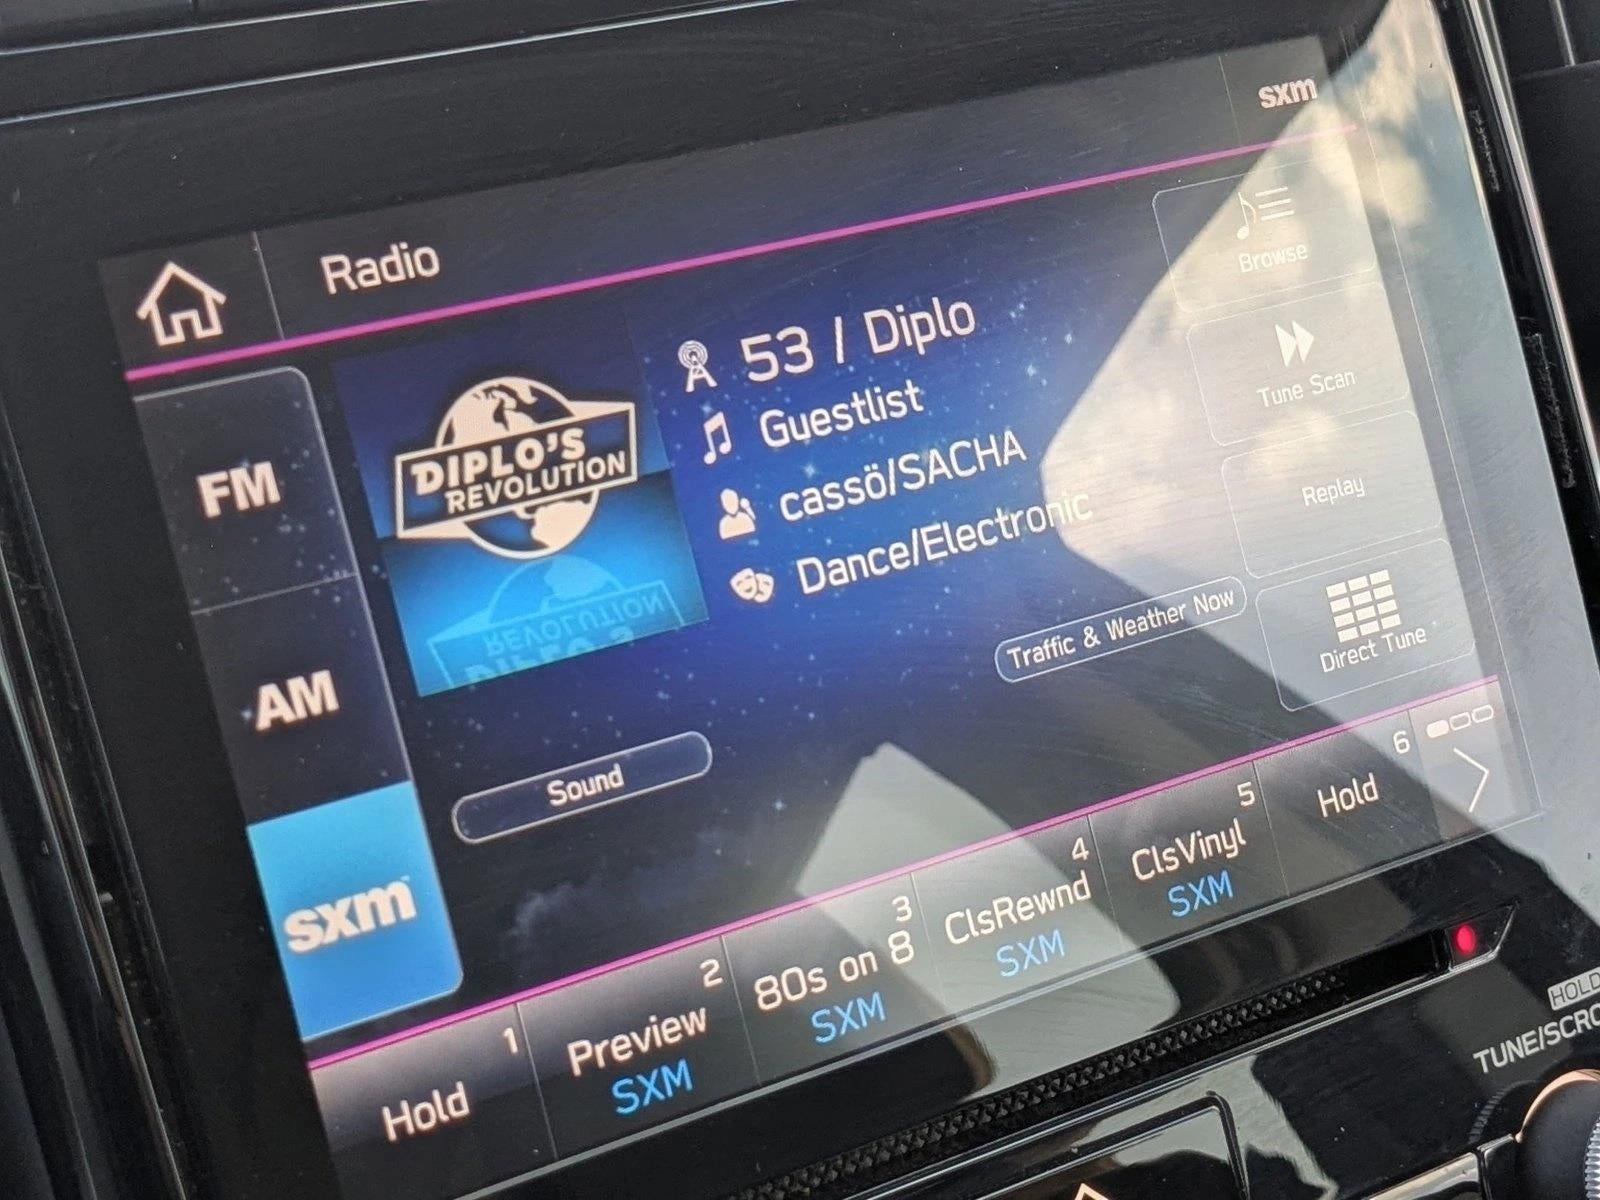 sxm
Radio
Browse
53 / Diplo
Guestlist
cassö/SACHA
Dance/Electronic
DIPLO'S
REVOLUTION
REVOLUTION
Tune Scan
Replay
Direct Tune
Traffic & Weather Now
FM
AM
sxm
Sound
1
Hold
2
Preview
SXM
3
80s on 8
SXM
4
ClsRewnd
SXM
5
ClsVinyl
SXM
6
Hold
HOLD
TUNE/SCRO